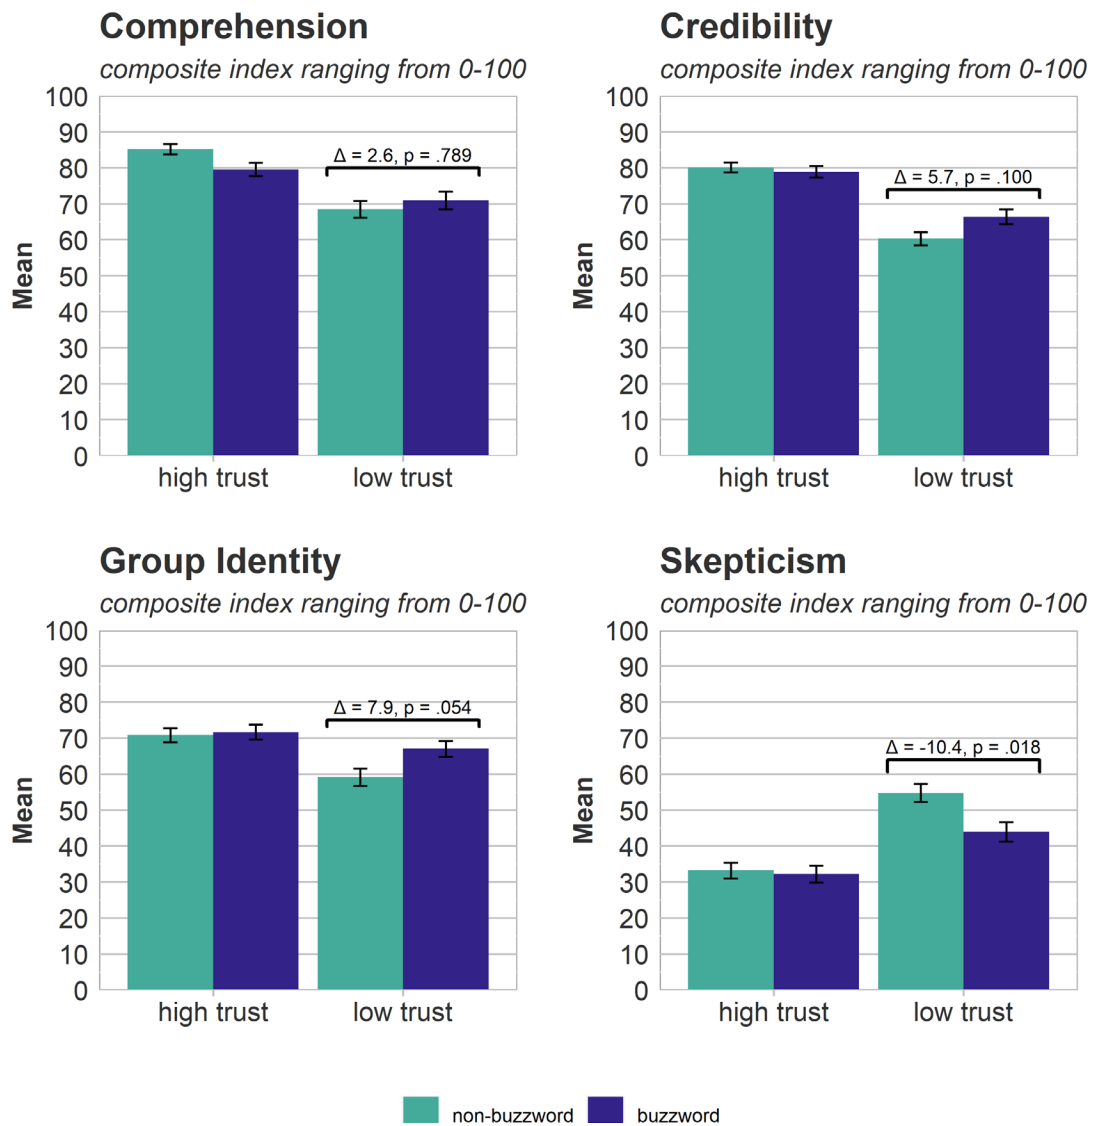 Comprehension
composite index ranging from 0-100
100
90
80
70
60
50
40
30
20
10
0
Mean
Δ = 2.6, p = .789
high trust
low trust
Credibility
composite index ranging from 0-100
100
90
80
70
60
50
40
30
20
10
0
Mean
Δ = 5.7, p = .100
high trust
low trust
Group Identity
composite index ranging from 0-100
100
90
80
70
60
50
40
30
20
10
0
Mean
Δ = 7.9, p = .054
high trust
low trust
Skepticism
composite index ranging from 0-100
100
90
80
70
60
50
40
30
20
10
0
Mean
Δ = -10.4, p = .018
high trust
low trust
non-buzzword
buzzword